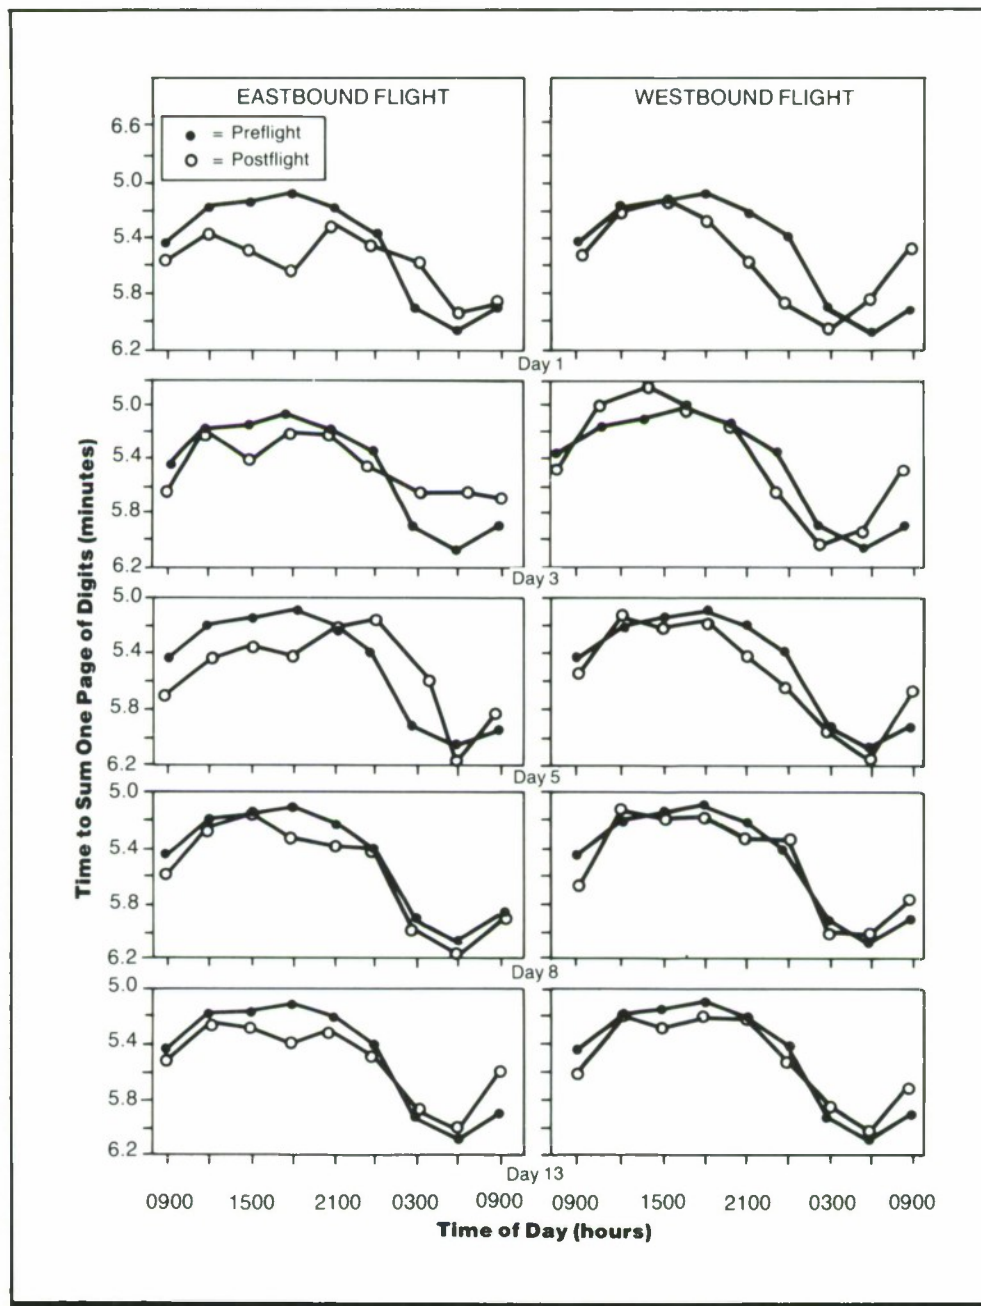 EASTBOUND FLIGHT
WESTBOUND FLIGHT
● = Preflight
○ = Postflight
6.6
5.0
5.4
5.8
6.2
Day 1
5.0
5.4
5.8
6.2
Day 3
5.0
5.4
5.8
6.2
Day 5
5.0
5.4
5.8
6.2
Day 8
5.0
5.4
5.8
6.2
Day 13
Time to Sum One Page of Digits (minutes)
0900 1500 2100 0300 0900
0900 1500 2100 0300 0900
Time of Day (hours)